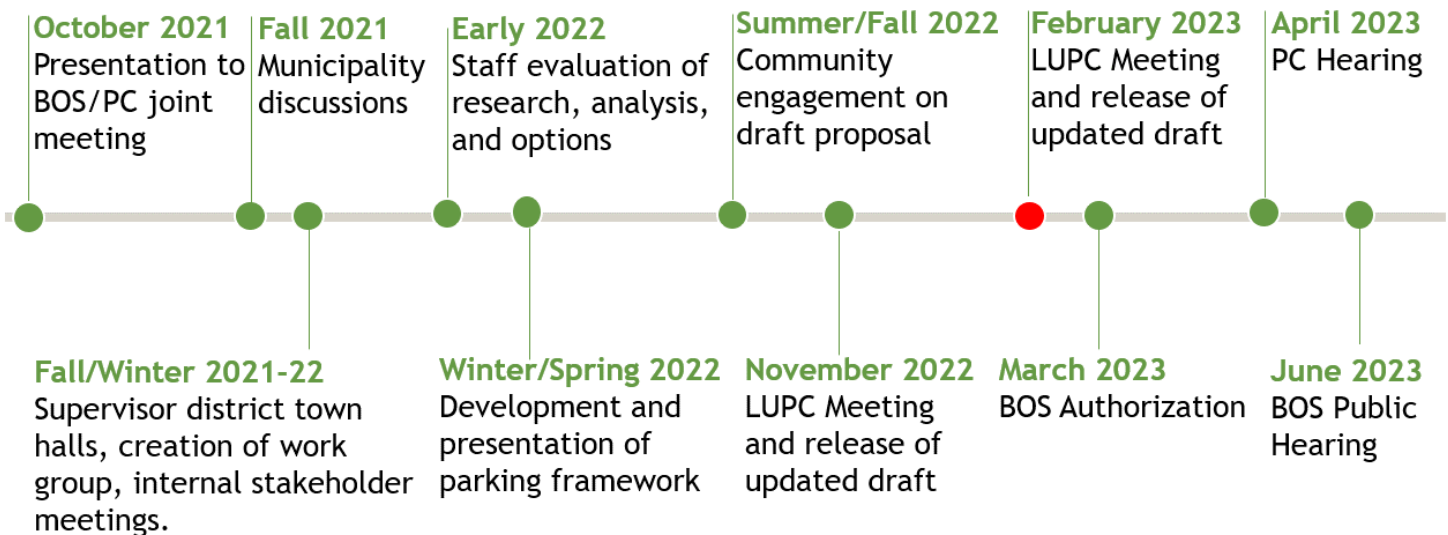 October 2021
Presentation to
BOS/PC joint
meeting
Fall 2021
Municipality
discussions
Early 2022
Staff evaluation of
research, analysis,
and options
Summer/Fall 2022
Community
engagement on
draft proposal
February 2023
LUPC Meeting
and release of
updated draft
April 2023
PC Hearing
Fall/Winter 2021-22
Supervisor district town
halls, creation of work
group, internal stakeholder
meetings.
Winter/Spring 2022
Development and
presentation of
parking framework
November 2022
LUPC Meeting
and release of
updated draft
March 2023
BOS Authorization
June 2023
BOS Public
Hearing